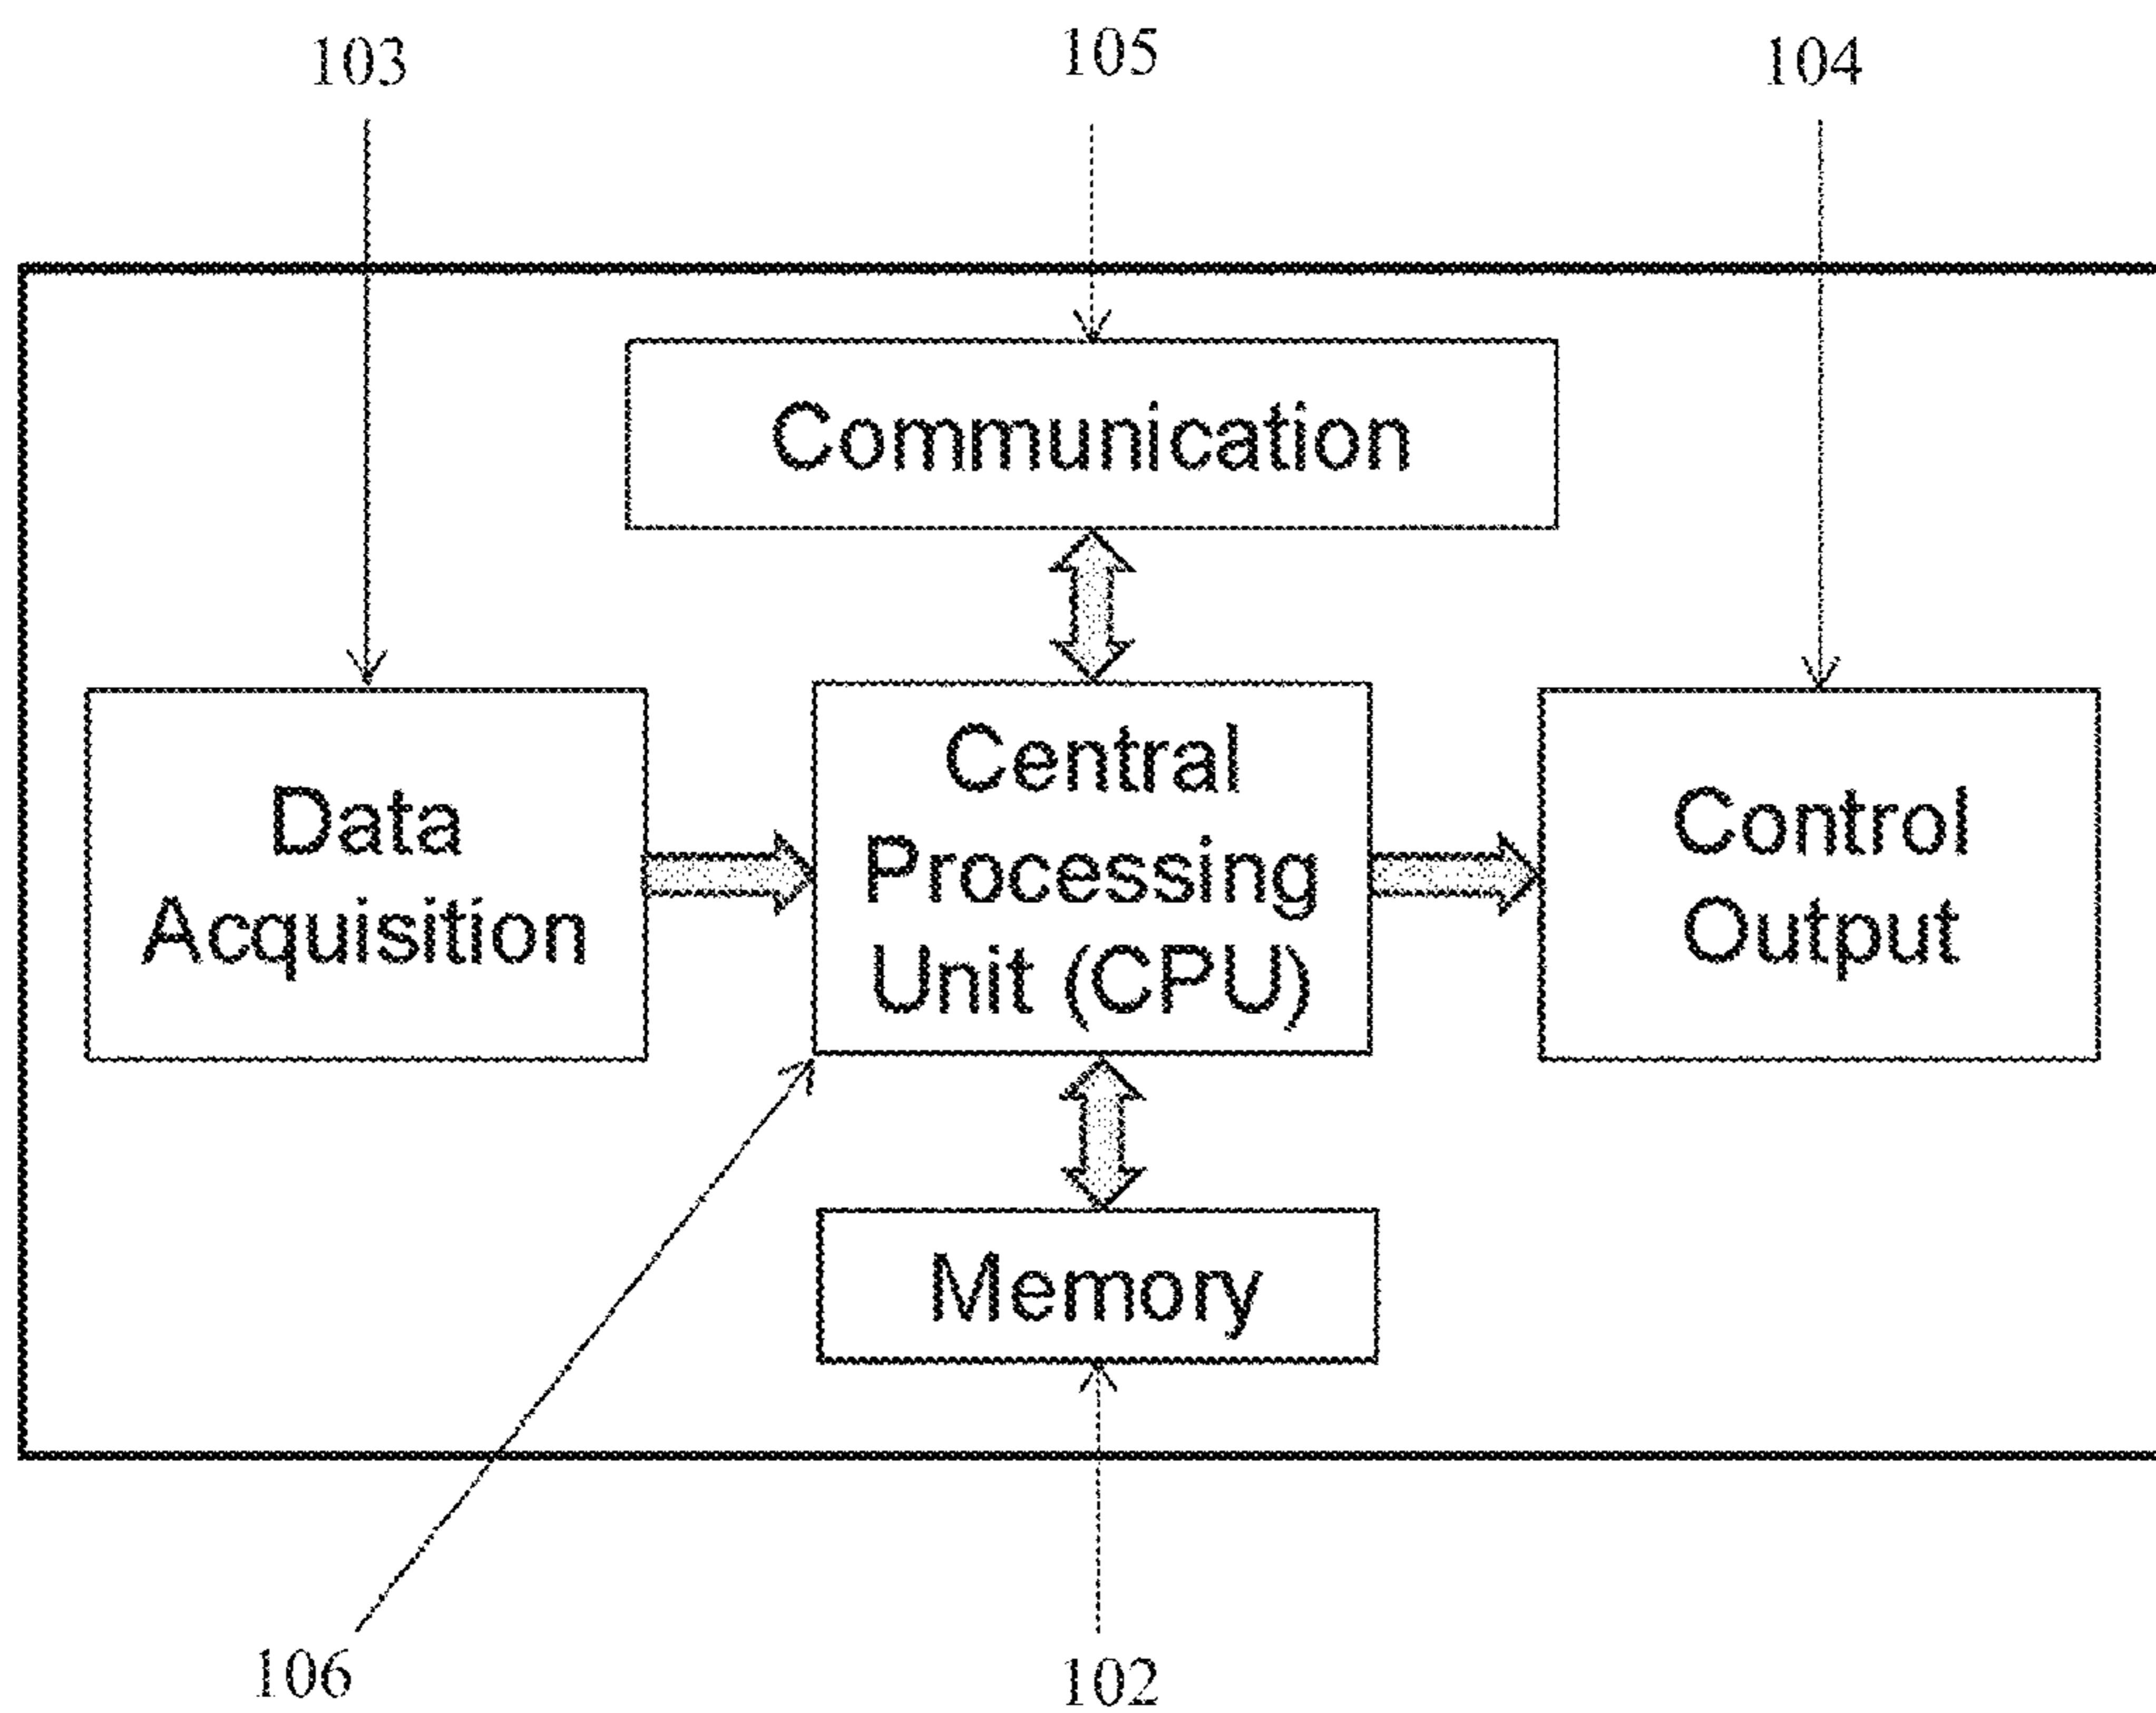 103
105
104
Communication
Data
Acquisition
Central
Processing
Unit (CPU)
Control
Output
Memory
106
102